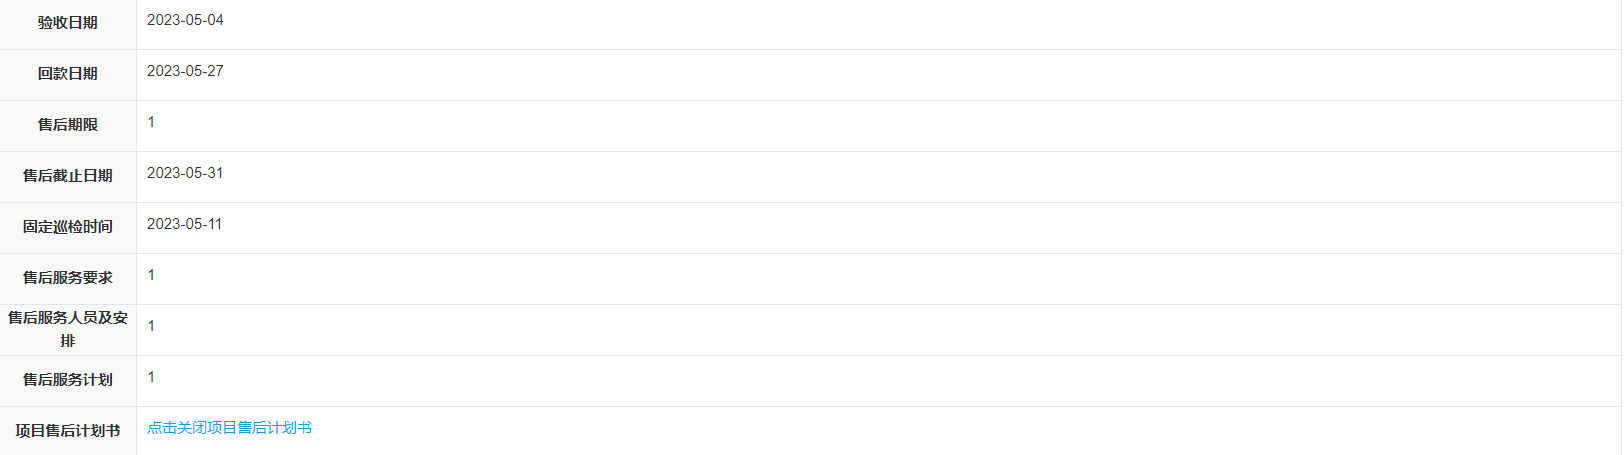 验收日期
2023-05-04
回款日期
2023-05-27
售后期限
1
售后截止日期
2023-05-31
固定巡检时间
2023-05-11
售后服务要求
1
售后服务人员及安
排
1
售后服务计划
1
项目售后计划书
点击关闭项目售后计划书